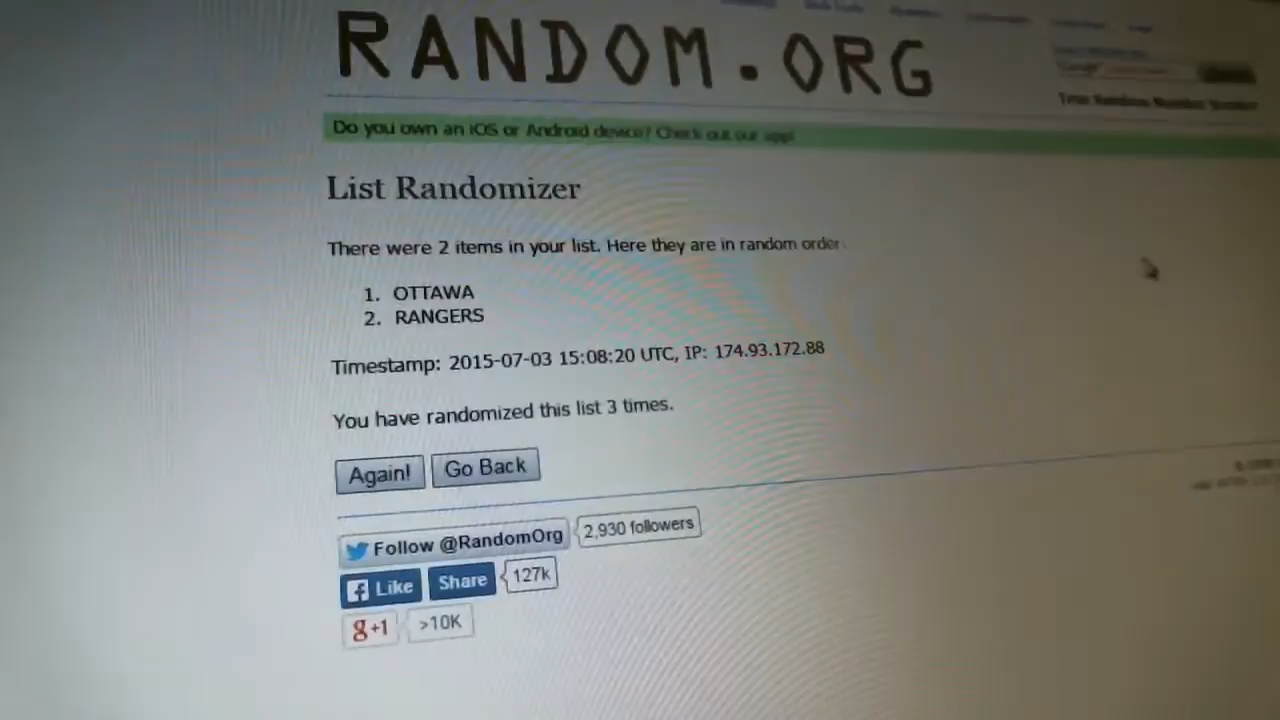 RANDOM.ORG
Do you own an iOS or Android device? Check out our app!
List Randomizer
There were 2 items in your list. Here they are in random order:
1. OTTAWA
2. RANGERS
Timestamp: 2015-07-03 15:08:20 UTC, IP: 174.93.172.88
You have randomized this list 3 times.
Again! Go Back
Follow @RandomOrg 2,930 followers
Like Share 127k
g+1 >10K